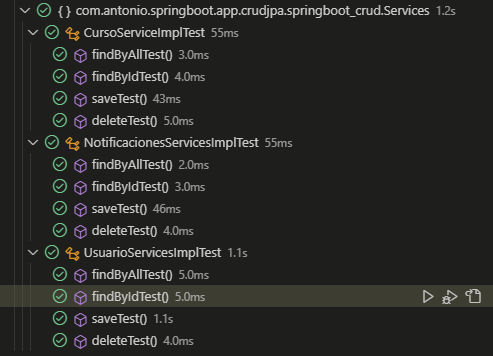 { } com.antonio.springboot.app.crudjpa.springboot_crud.Services 1.2s
CursoServiceImplTest 55ms
findByAllTest() 3.0ms
findByIdTest() 4.0ms
saveTest() 43ms
deleteTest() 5.0ms
NotificacionesServicesImplTest 55ms
findByAllTest() 2.0ms
findByIdTest() 3.0ms
saveTest() 46ms
deleteTest() 4.0ms
UsuarioServicesImplTest 1.1s
findByAllTest() 5.0ms
findByIdTest() 5.0ms
saveTest() 1.1s
deleteTest() 4.0ms